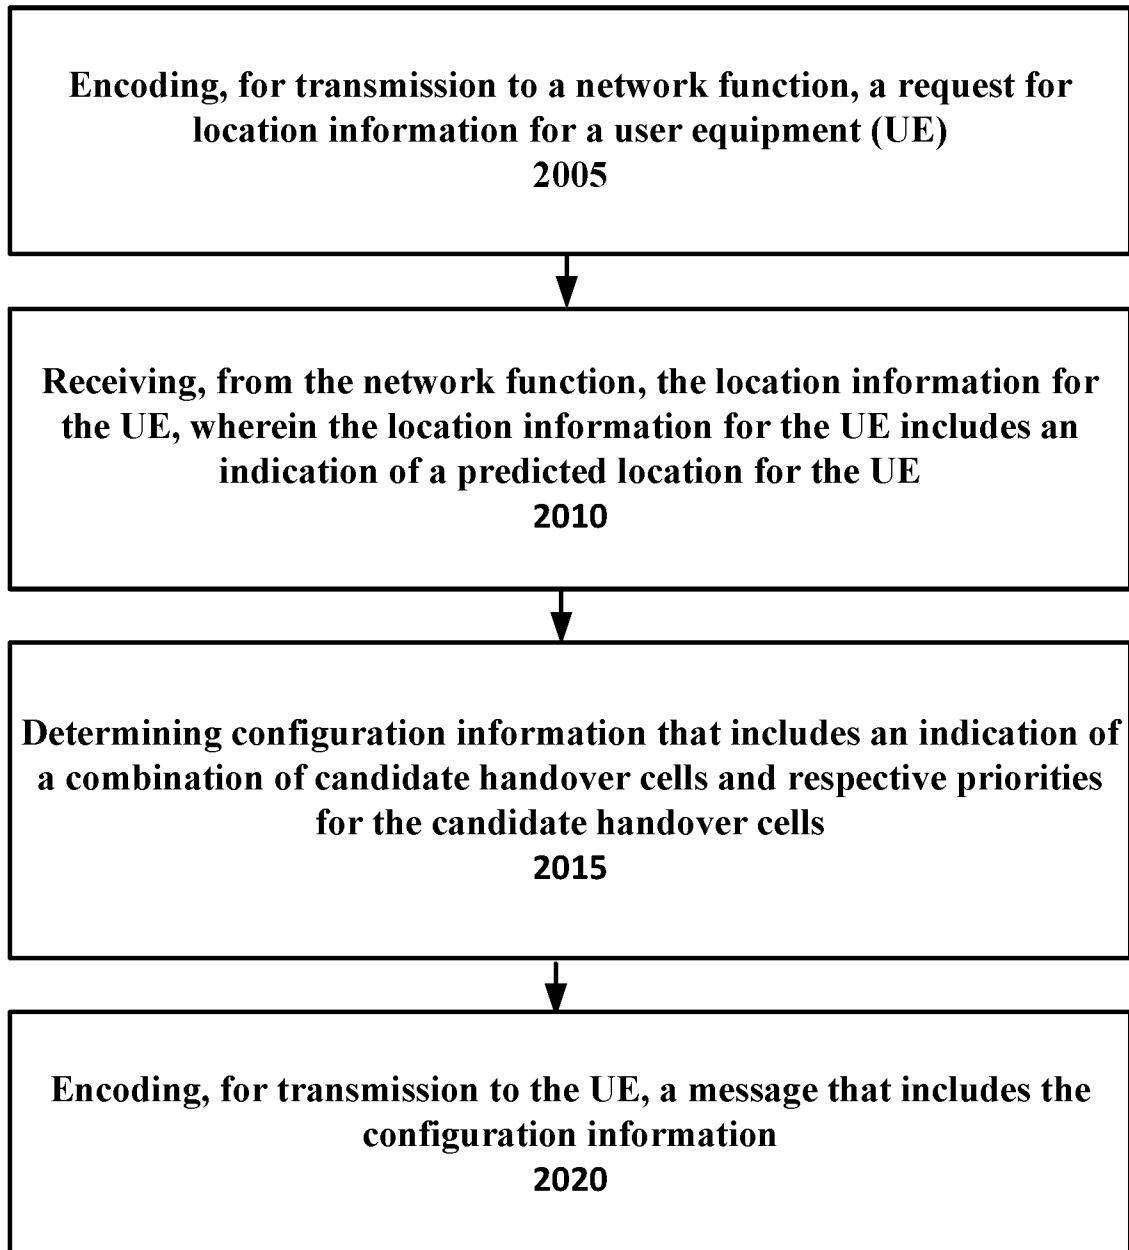 Encoding, for transmission to a network function, a request for
location information for a user equipment (UE)
2005
Receiving, from the network function, the location information for
the UE, wherein the location information for the UE includes an
indication of a predicted location for the UE
2010
Determining configuration information that includes an indication of
a combination of candidate handover cells and respective priorities
for the candidate handover cells
2015
Encoding, for transmission to the UE, a message that includes the
configuration information
2020